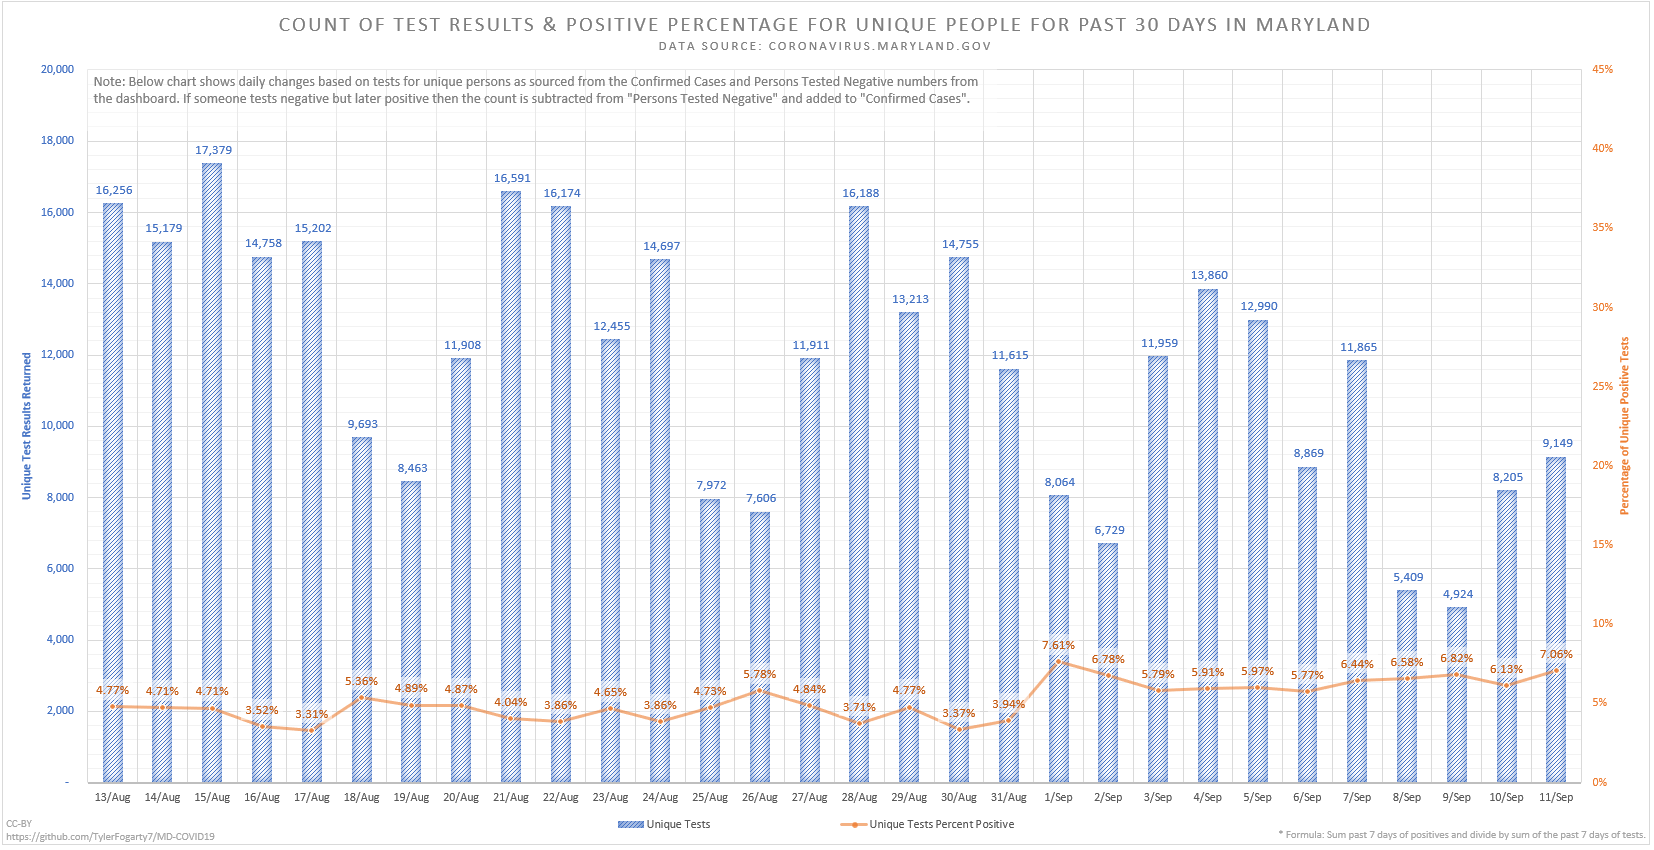 COUNT OF TEST RESULTS & POSITIVE PERCENTAGE FOR UNIQUE PEOPLE FOR PAST 30 DAYS IN MARYLAND
DATA SOURCE: CORONAVIRUS.MARYLAND.GOV
Note: Below chart shows daily changes based on tests for unique persons as sourced from the Confirmed Cases and Persons Tested Negative numbers from
the dashboard. If someone tests negative but later positive then the count is subtracted from "Persons Tested Negative" and added to "Confirmed Cases".
Unique Test Results Returned
20,000
18,000
16,000
14,000
12,000
10,000
8,000
6,000
4,000
2,000
-
16,256
15,179
17,379
14,758
15,202
9,693
8,463
11,908
16,591
16,174
12,455
14,697
7,972
7,606
11,911
16,188
13,213
14,755
11,615
8,064
6,729
11,959
13,860
12,990
8,869
11,865
5,409
4,924
8,205
9,149
4.77%
4.71%
4.71%
3.52%
3.31%
5.36%
4.89%
4.87%
4.04%
3.86%
4.65%
3.86%
4.73%
5.78%
4.84%
3.71%
4.77%
3.37%
3.94%
7.61%
6.78%
5.79%
5.91%
5.97%
5.77%
6.44%
6.58%
6.82%
6.13%
7.06%
45%
40%
35%
30%
25%
20%
15%
10%
5%
0%
Percentage of Unique Positive Tests
13/Aug
14/Aug
15/Aug
16/Aug
17/Aug
18/Aug
19/Aug
20/Aug
21/Aug
22/Aug
23/Aug
24/Aug
25/Aug
26/Aug
27/Aug
28/Aug
29/Aug
30/Aug
31/Aug
1/Sep
2/Sep
3/Sep
4/Sep
5/Sep
6/Sep
7/Sep
8/Sep
9/Sep
10/Sep
11/Sep
Unique Tests
Unique Tests Percent Positive
CC-BY
https://github.com/TylerFogarty7/MD-COVID19
* Formula: Sum past 7 days of positives and divide by sum of the past 7 days of tests.